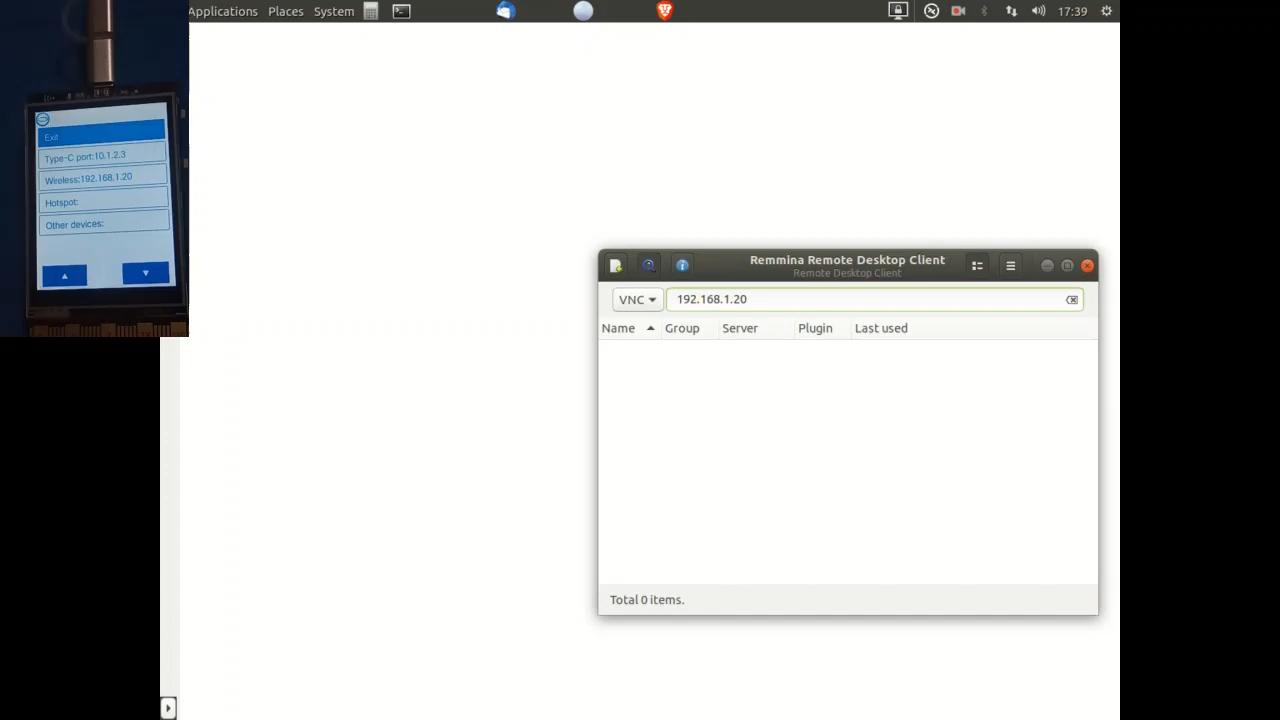 Applications Places System 17:39
Exit
Type-C port:10.1.2.3
Wireless:192.168.1.20
Hotspot:
Other devices:
Remmina Remote Desktop Client
Remote Desktop Client
VNC 192.168.1.20
Name Group Server Plugin Last used
Total 0 items.